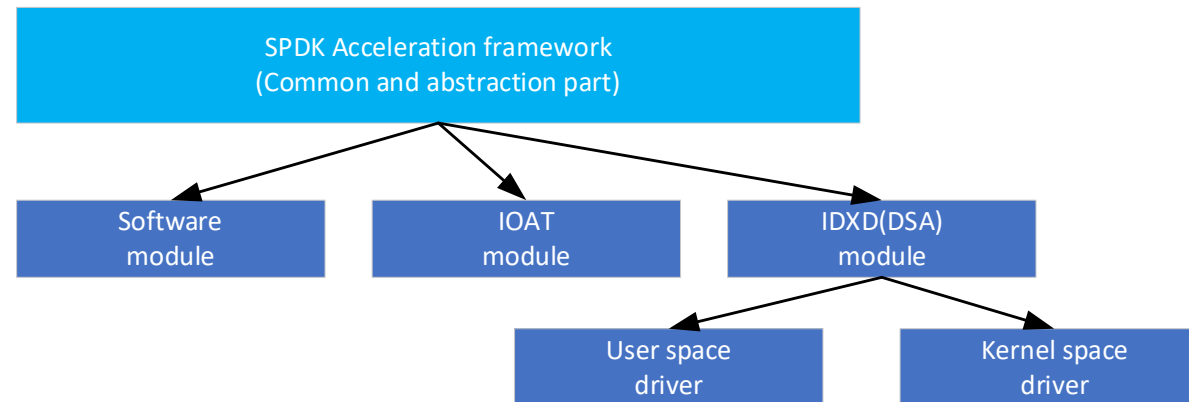 SPDK Acceleration framework
(Common and abstraction part)
Software
module
IOAT
module
IDXD(DSA)
module
User space
driver
Kernel space
driver